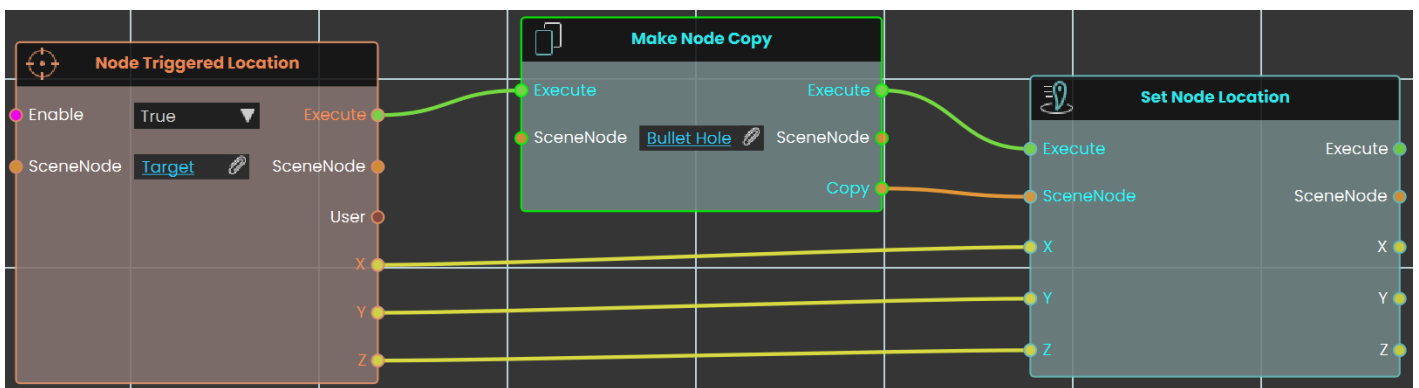 Node Triggered Location
Enable True Execute
SceneNode Target SceneNode
User
X
Y
Z
Make Node Copy
Execute Execute
SceneNode Bullet Hole SceneNode
Copy
Set Node Location
Execute Execute
SceneNode SceneNode
X X
Y Y
Z Z